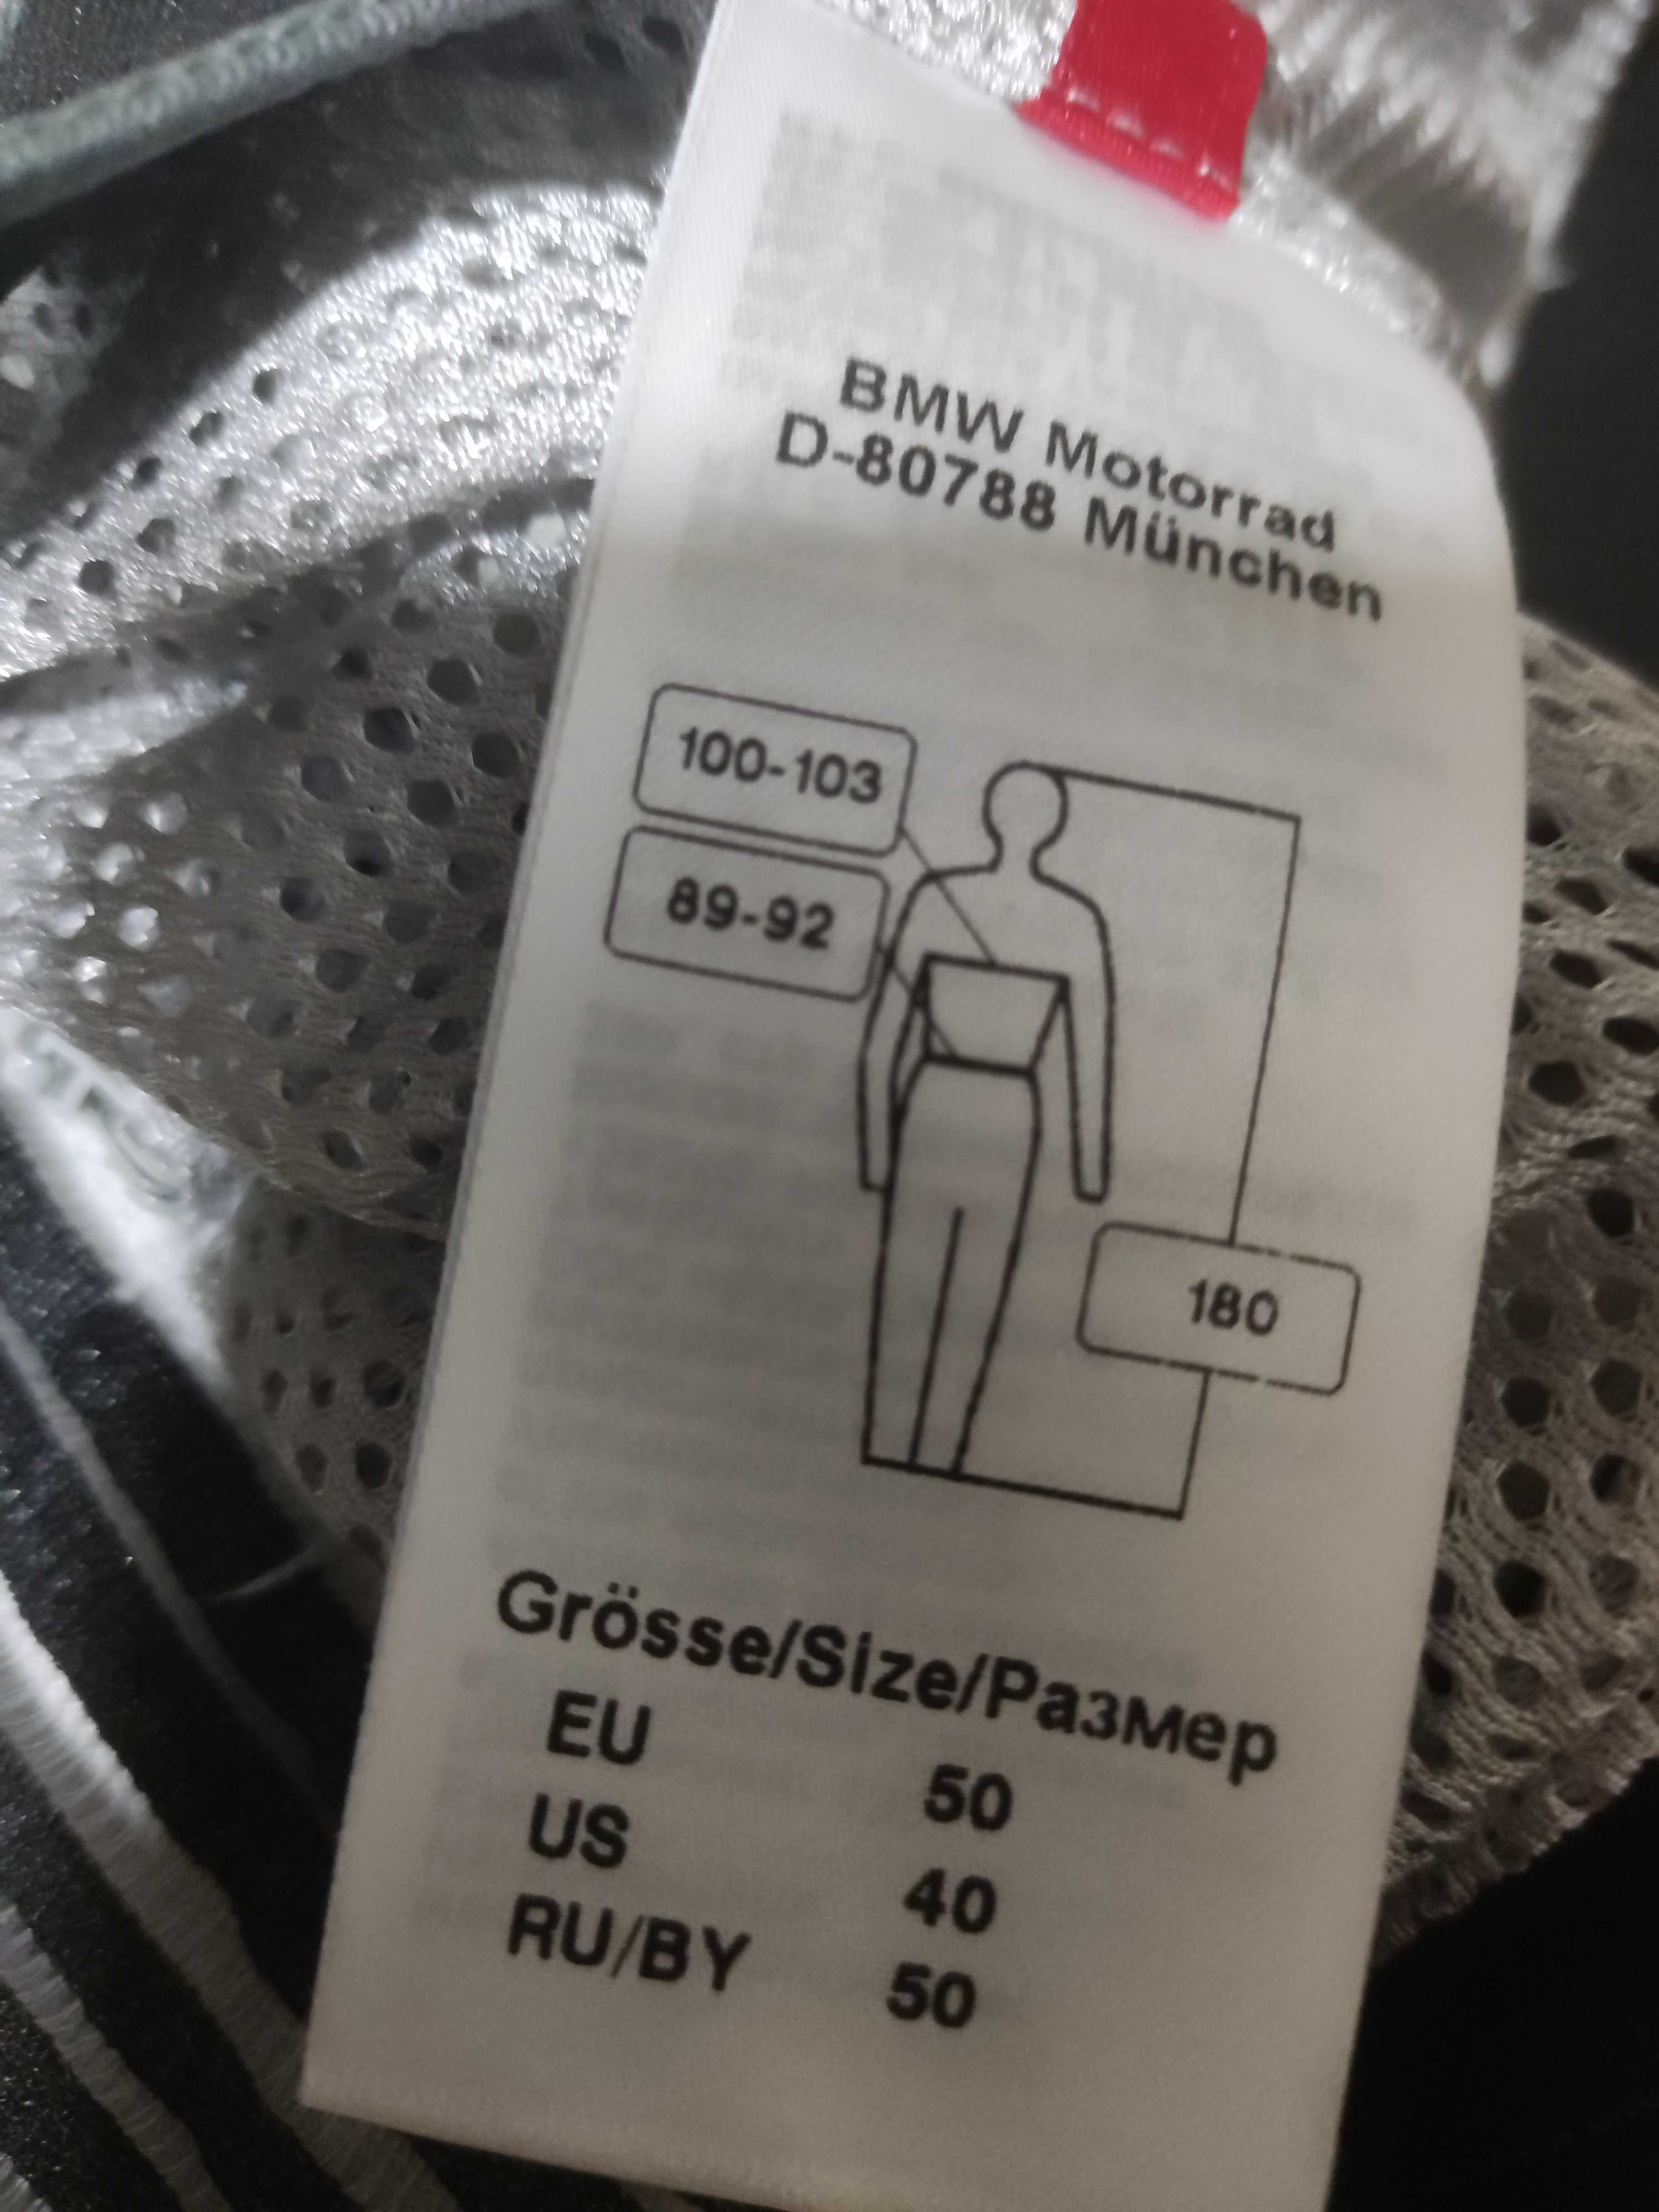 BMW Motorrad
D-80788 München
100-103
89-92
180
Grösse/Size/Размер
EU 50
US 40
RU/BY 50